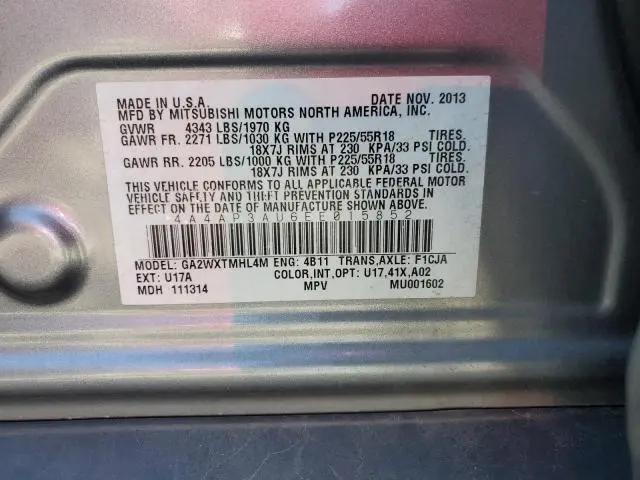 MADE IN U.S.A. DATE NOV. 2013
MFD BY MITSUBISHI MOTORS NORTH AMERICA, INC.
GVWR 4343 LBS/1970 KG
GAWR FR. 2271 LBS/1030 KG WITH P225/55R18 TIRES.
18X7J RIMS AT 230 KPA/33 PSI COLD.
GAWR RR. 2205 LBS/1000 KG WITH P225/55R18 TIRES.
18X7J RIMS AT 230 KPA/33 PSI COLD.
THIS VEHICLE CONFORMS TO ALL APPLICABLE FEDERAL MOTOR
VEHICLE SAFETY AND THEFT PREVENTION STANDARDS IN
EFFECT ON THE DATE OF MANUFACTURE SHOWN ABOVE.
*4A4AP3AU6EE015852
MODEL: GA2WXTMHL4M ENG: 4B11 TRANS,AXLE: F1CJA
EXT: U17A COLOR,INT,OPT: U17,41X,A02
MDH 111314 MPV MU001602